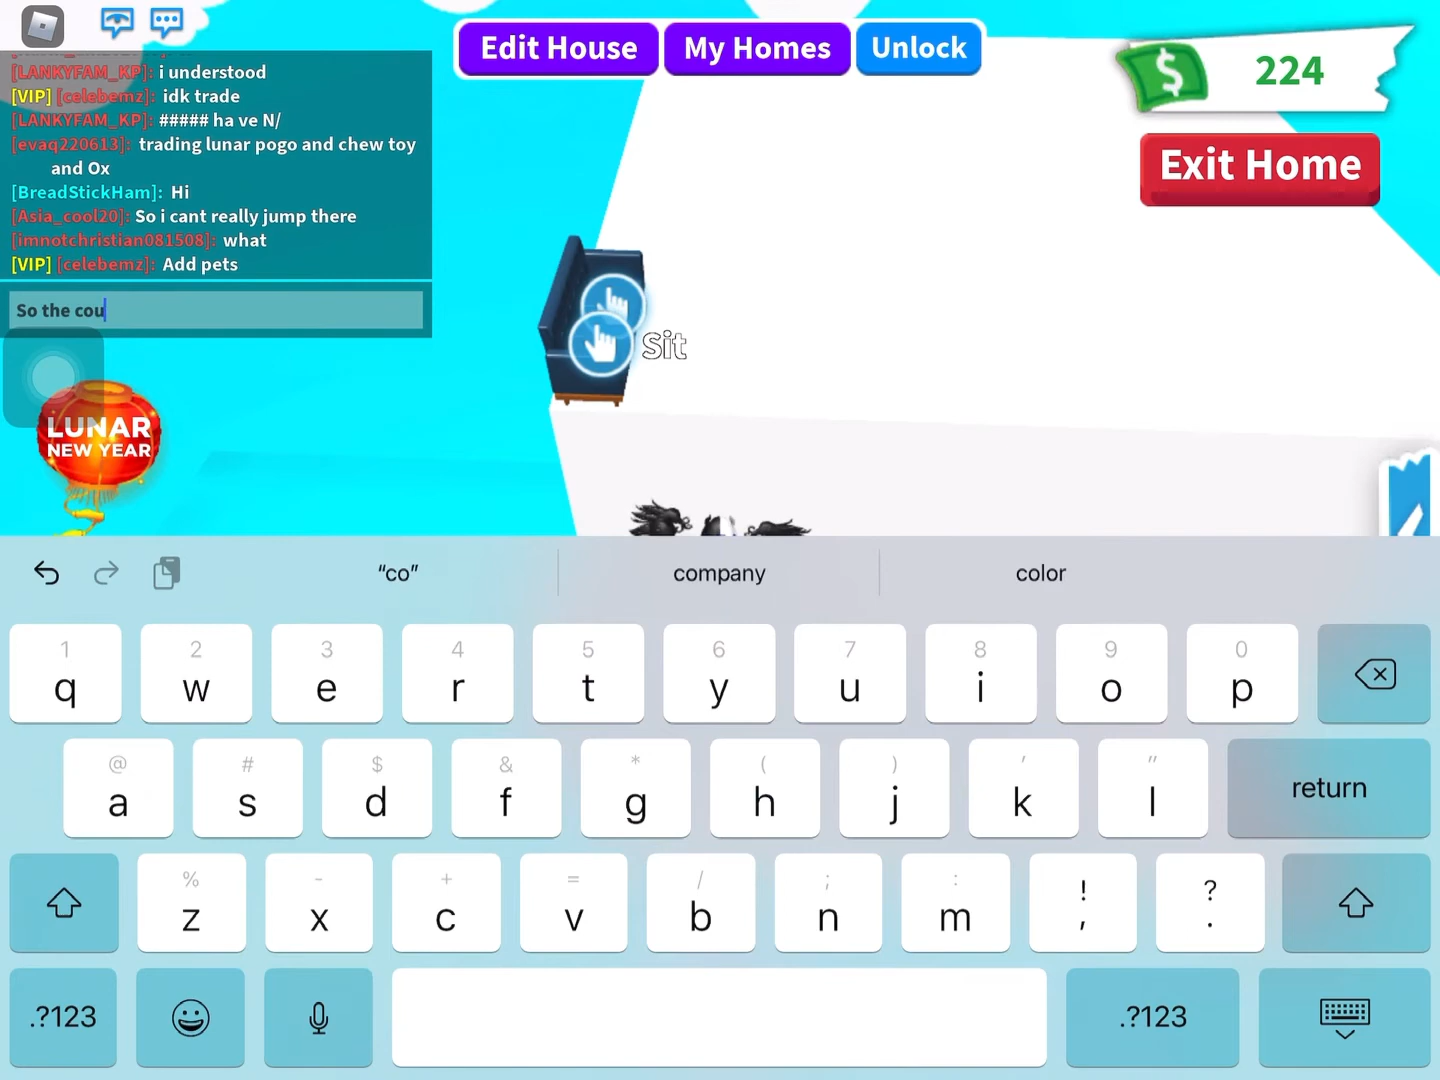 Edit House
My Homes
Unlock
224
Exit Home
[LANKYFAM_KP]: i understood
[VIP] [celebemz]: idk trade
[LANKYFAM_KP]: ##### ha ve N/
[evaq220613]: trading lunar pogo and chew toy
and Ox
[BreadStickHam]: Hi
[Asia_cool20]: So i cant really jump there
[imnotchristian081508]: what
[VIP] [celebemz]: Add pets
So the cou
Sit
LUNAR
NEW YEAR
“co” company color
1 2 3 4 5 6 7 8 9 0
q w e r t y u i o p
@ # $ & * ( ) ' "
a s d f g h j k l return
% - + = / ; : ! ?
z x c v b n m , .
.?123 .?123